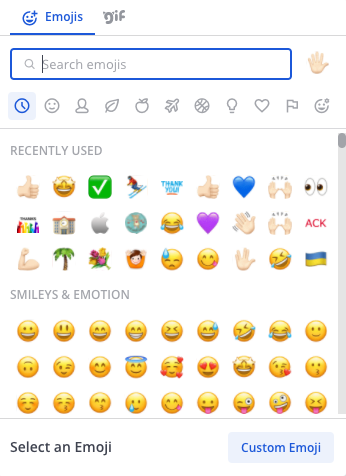 Emojis
GIF
Search emojis
RECENTLY USED
THANK YOU!
THANKS
ACK
SMILEYS & EMOTION
Select an Emoji
Custom Emoji